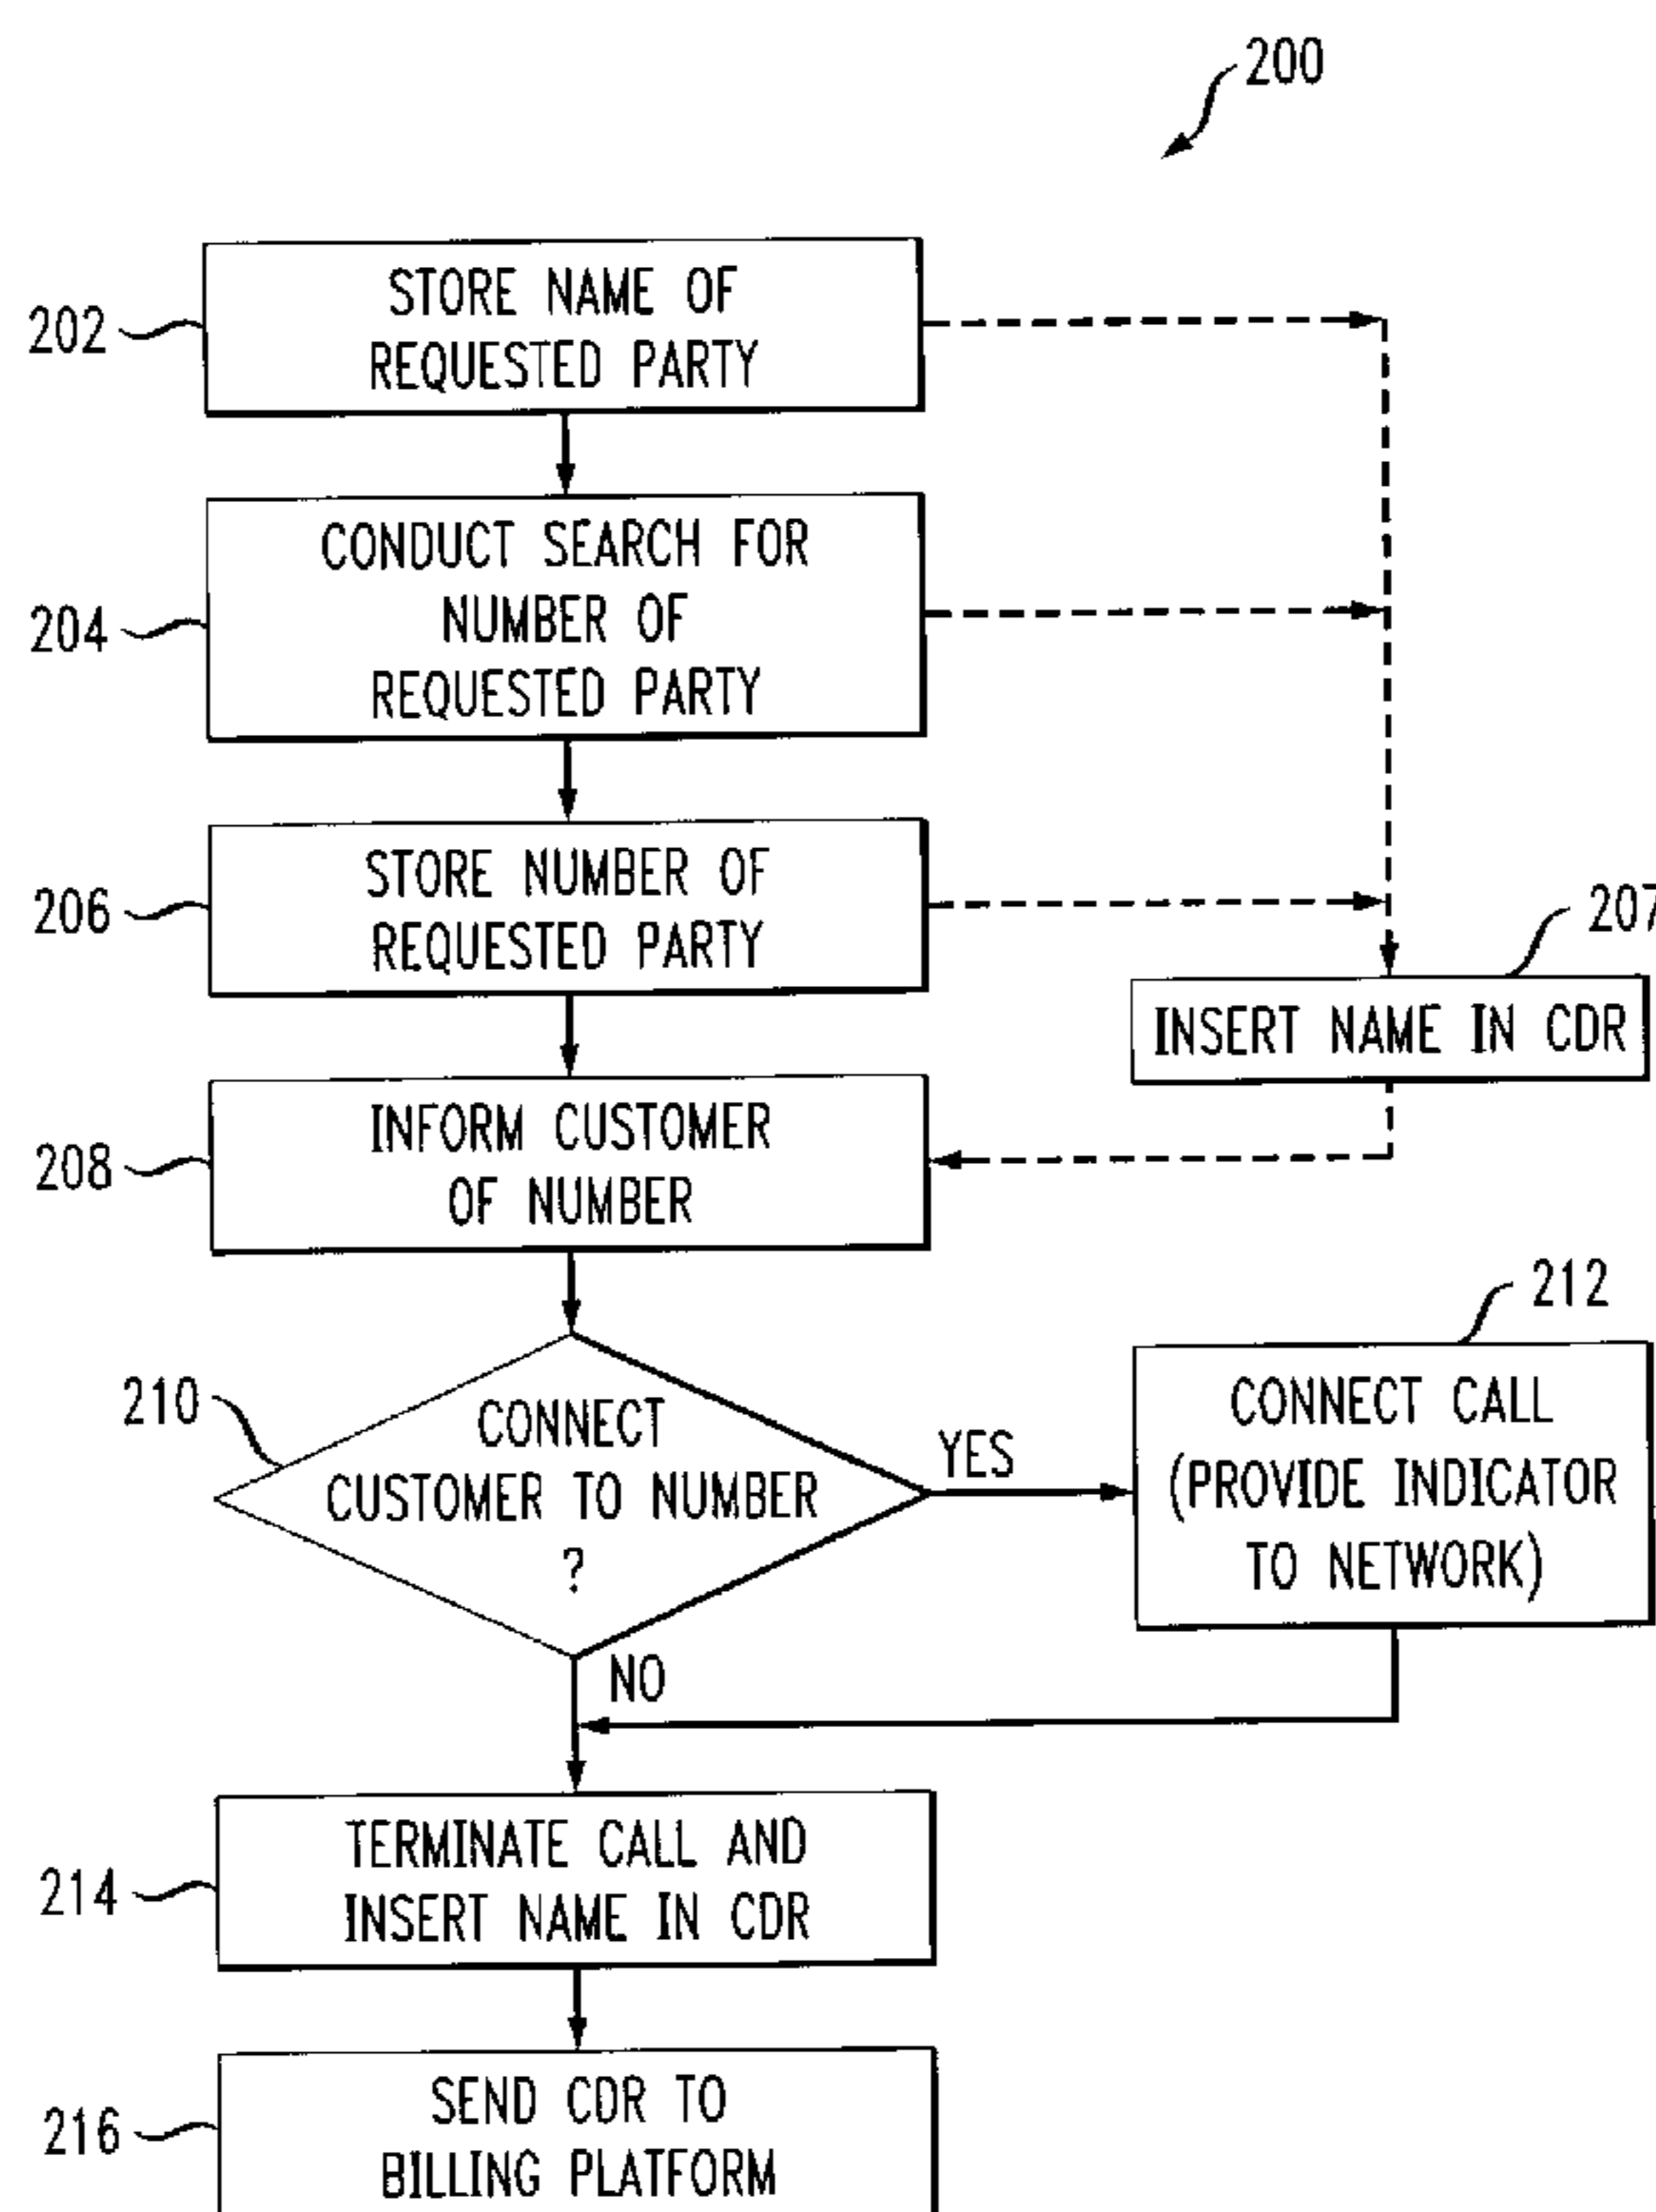 200
202
STORE NAME OF
REQUESTED PARTY
204
CONDUCT SEARCH FOR
NUMBER OF
REQUESTED PARTY
206
STORE NUMBER OF
REQUESTED PARTY
207
INSERT NAME IN CDR
208
INFORM CUSTOMER
OF NUMBER
210
CONNECT
CUSTOMER TO NUMBER
?
YES
212
CONNECT CALL
(PROVIDE INDICATOR
TO NETWORK)
NO
214
TERMINATE CALL AND
INSERT NAME IN CDR
216
SEND CDR TO
BILLING PLATFORM